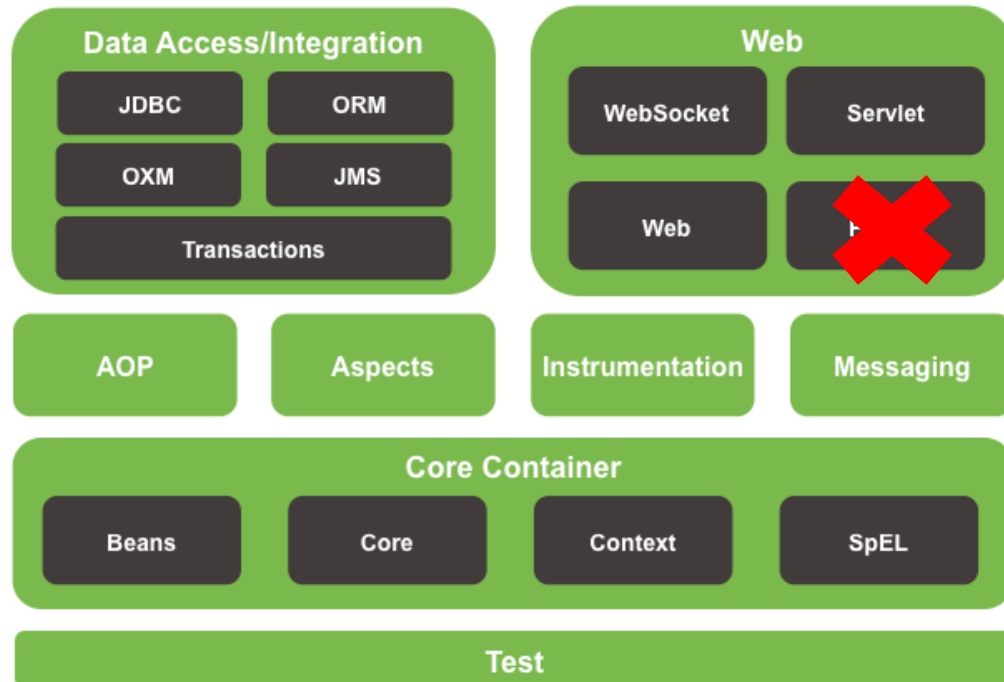 Data Access/Integration
JDBC
ORM
OXM
JMS
Transactions
Web
WebSocket
Servlet
Web
AOP
Aspects
Instrumentation
Messaging
Core Container
Beans
Core
Context
SpEL
Test